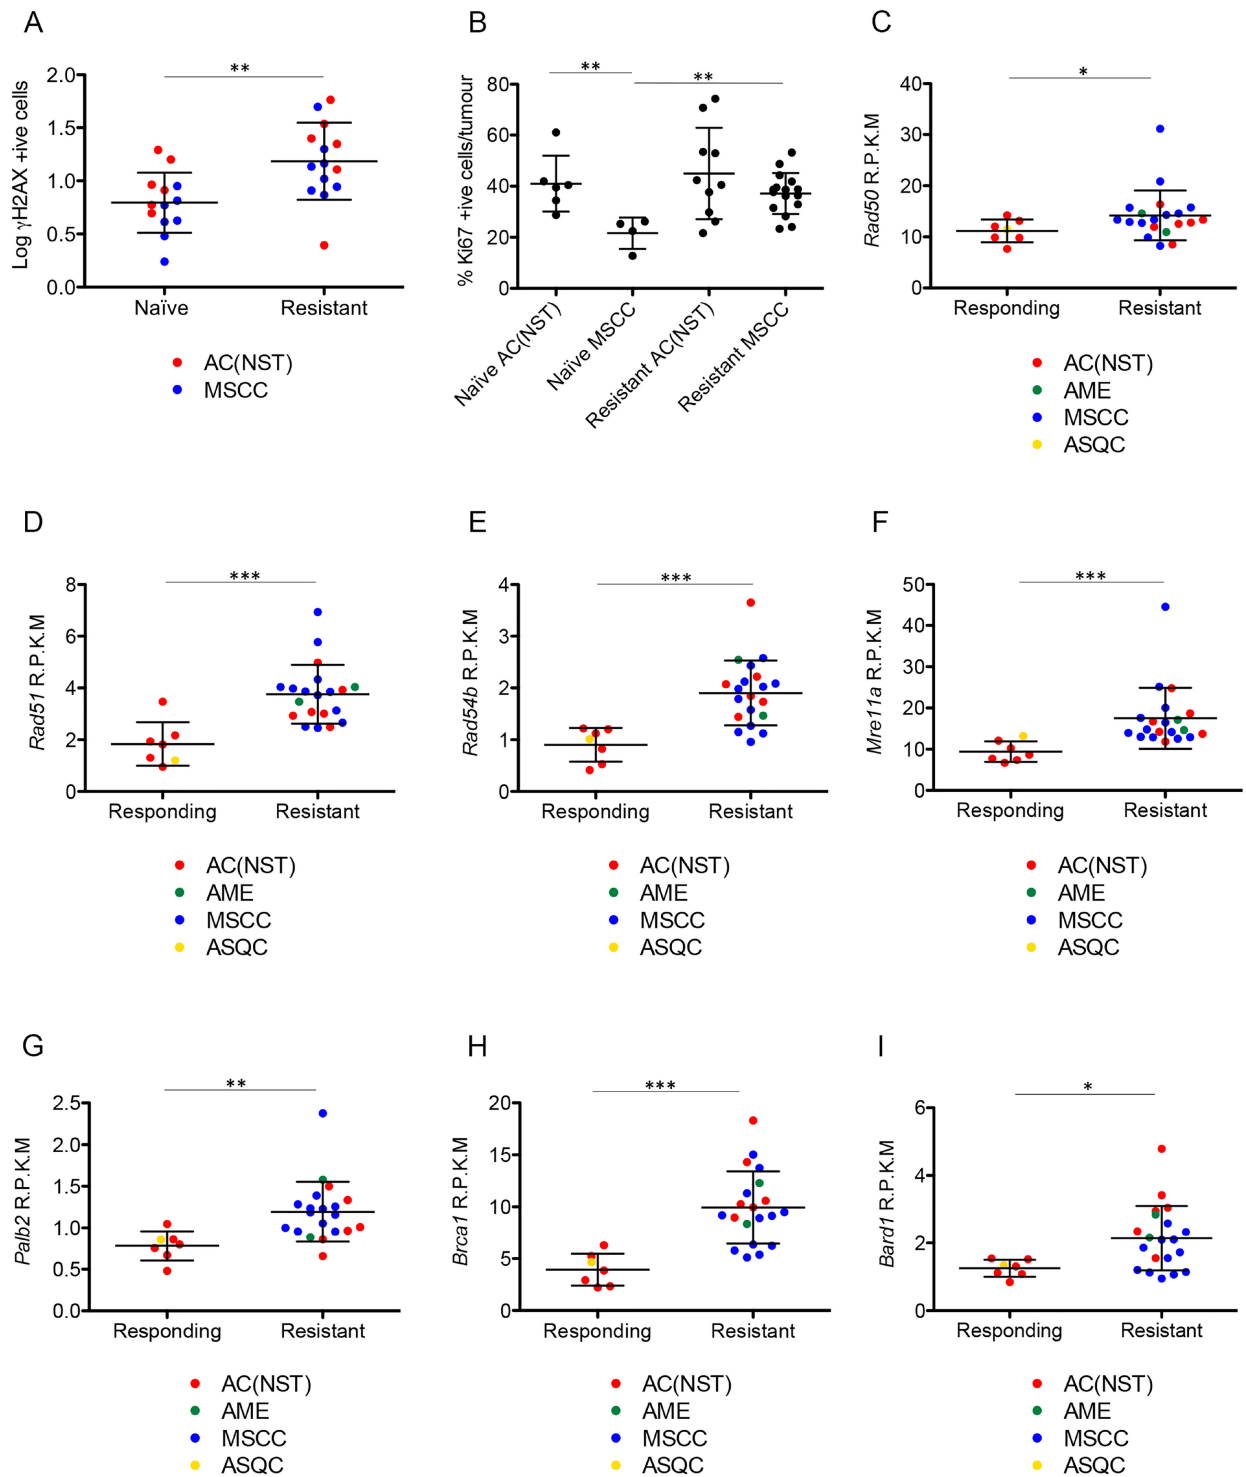 A
B
C
Log γH2AX +ive cells
2.0
1.5
1.0
0.5
0.0
**
Naïve
Resistant
AC(NST)
MSCC
% Ki67 +ive cells/tumour
80
60
40
20
0
**
**
Naïve AC(NST)
Naïve MSCC
Resistant AC(NST)
Resistant MSCC
Rad50 R.P.K.M
40
30
20
10
0
*
Responding
Resistant
AC(NST)
AME
MSCC
ASQC
D
E
F
Rad51 R.P.K.M
8
6
4
2
0
***
Responding
Resistant
AC(NST)
AME
MSCC
ASQC
Rad54b R.P.K.M
4
3
2
1
0
***
Responding
Resistant
AC(NST)
AME
MSCC
ASQC
Mre11a R.P.K.M
50
40
30
20
10
0
***
Responding
Resistant
AC(NST)
AME
MSCC
ASQC
G
H
I
Palb2 R.P.K.M
2.5
2.0
1.5
1.0
0.5
0.0
**
Responding
Resistant
AC(NST)
AME
MSCC
ASQC
Brca1 R.P.K.M
20
15
10
5
0
***
Responding
Resistant
AC(NST)
AME
MSCC
ASQC
Bard1 R.P.K.M
6
4
2
0
*
Responding
Resistant
AC(NST)
AME
MSCC
ASQC